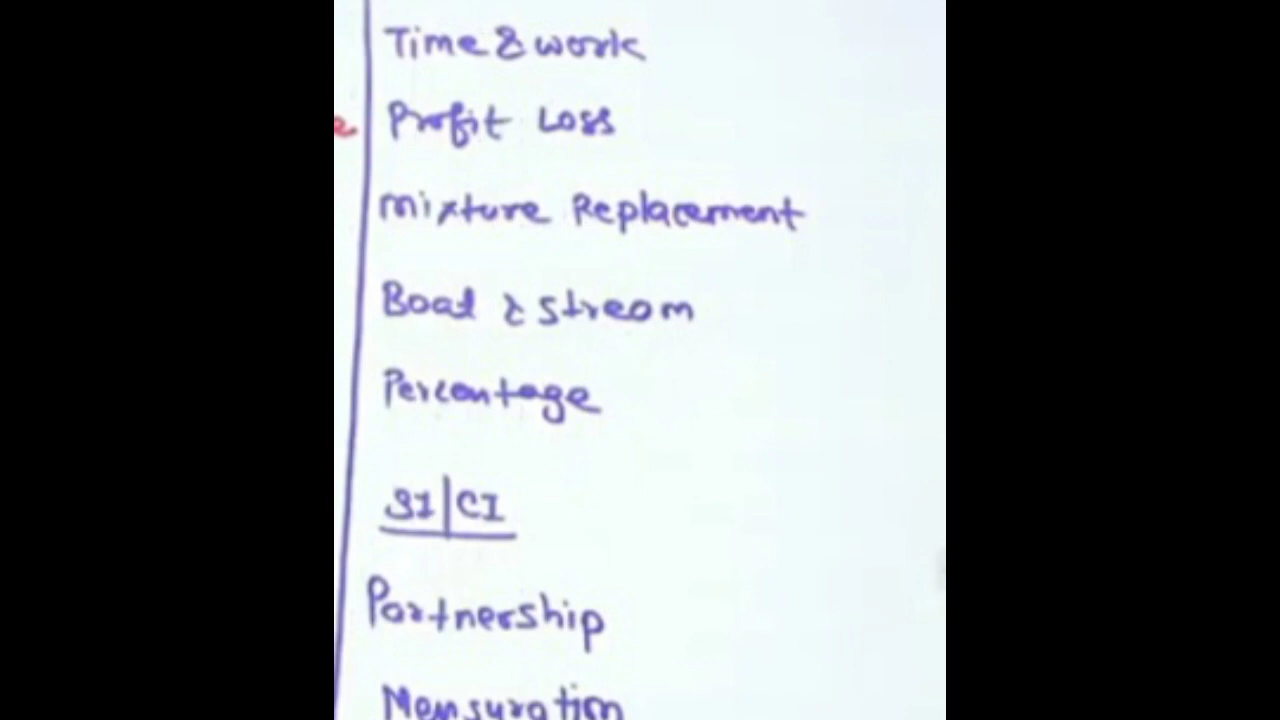 Time & work
Profit Loss
Mixture Replacement
Boat & Stream
Percentage
SI|CI
Partnership
Mensuration